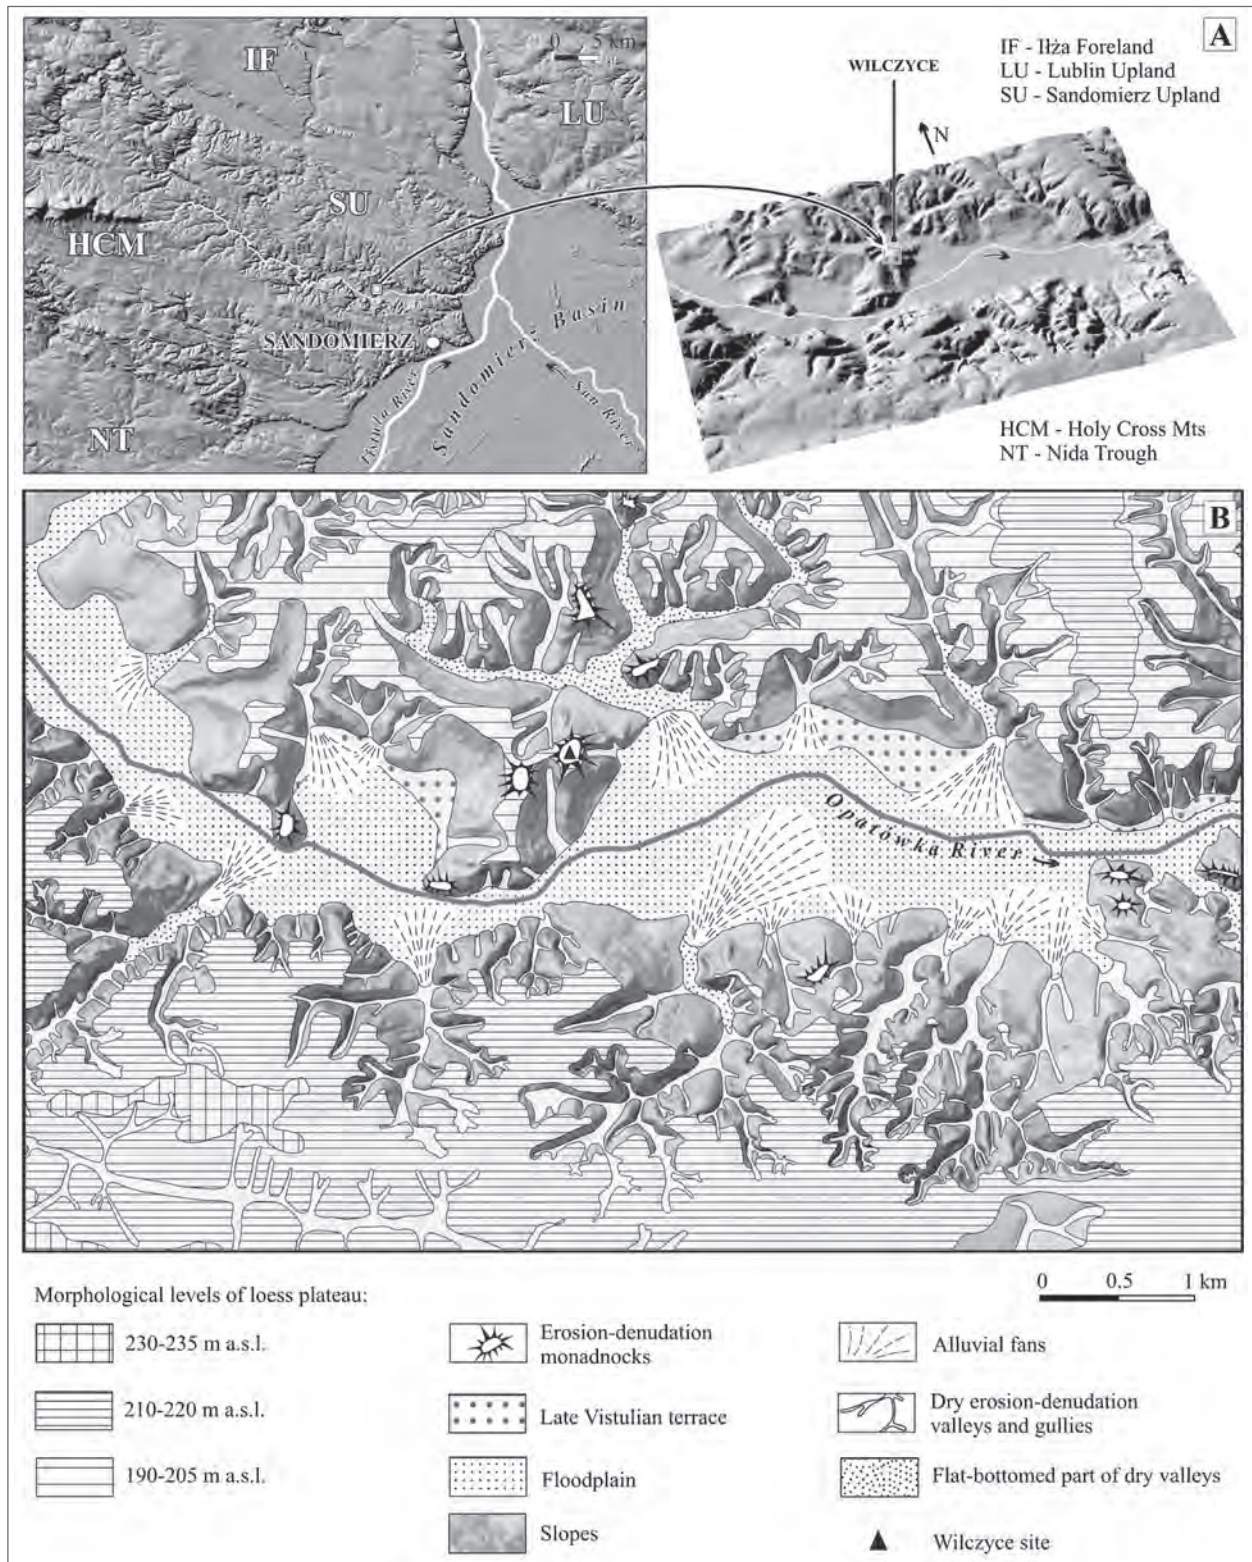 A
IF
0 5 km
LU
SU
HCM
SANDOMIERZ
NT
Vistula River
Sandomierz Basin
San River
WILCZYCE
N
IF - Iłża Foreland
LU - Lublin Upland
SU - Sandomierz Upland
HCM - Holy Cross Mts
NT - Nida Trough
B
Opatówka River
0 0.5 1 km
Morphological levels of loess plateau:
230-235 m a.s.l.
210-220 m a.s.l.
190-205 m a.s.l.
Erosion-denudation
monadnocks
Late Vistulian terrace
Floodplain
Slopes
Alluvial fans
Dry erosion-denudation
valleys and gullies
Flat-bottomed part of dry valleys
Wilczyce site